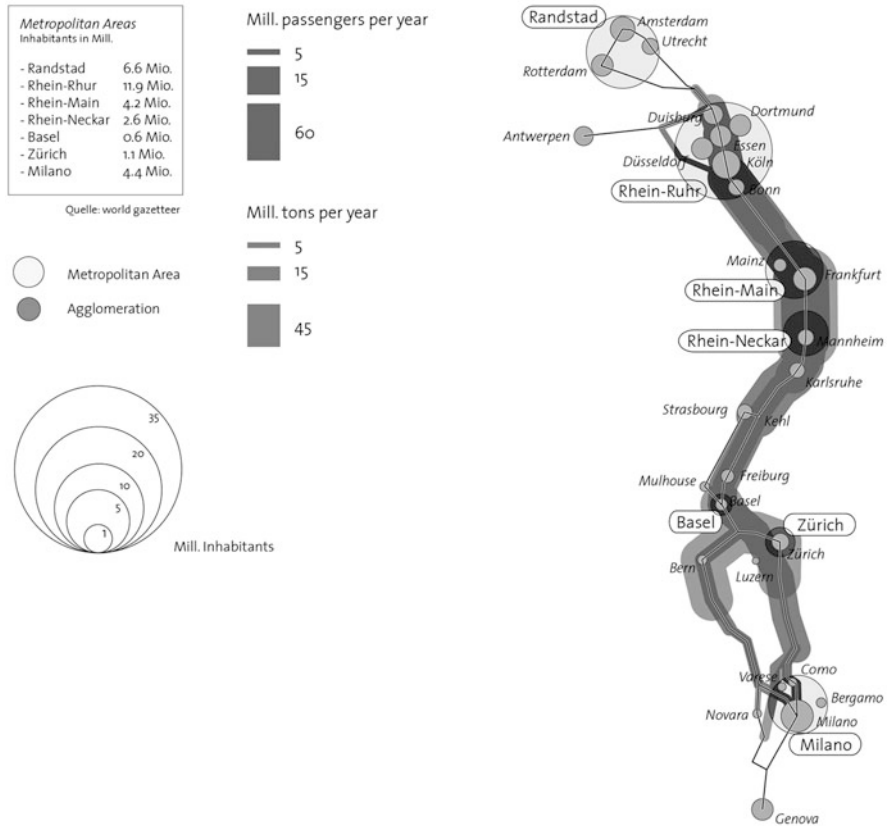 Metropolitan Areas
Inhabitants in Mill.
- Randstad 6.6 Mio.
- Rhein-Rhur 11.9 Mio.
- Rhein-Main 4.2 Mio.
- Rhein-Neckar 2.6 Mio.
- Basel 0.6 Mio.
- Zürich 1.1 Mio.
- Milano 4.4 Mio.
Quelle: world gazetteer
Metropolitan Area
Agglomeration
35
20
10
5
1
Mill. Inhabitants
Mill. passengers per year
5
15
60
Mill. tons per year
5
15
45
Randstad
Amsterdam
Utrecht
Rotterdam
Antwerpen
Duisburg
Dortmund
Essen
Düsseldorf
Köln
Rhein-Ruhr
Bonn
Mainz
Frankfurt
Rhein-Main
Rhein-Neckar
Mannheim
Karlsruhe
Strasbourg
Kehl
Mulhouse
Freiburg
Basel
Basel
Zürich
Zürich
Bern
Luzern
Varese
Como
Bergamo
Novara
Milano
Milano
Genova